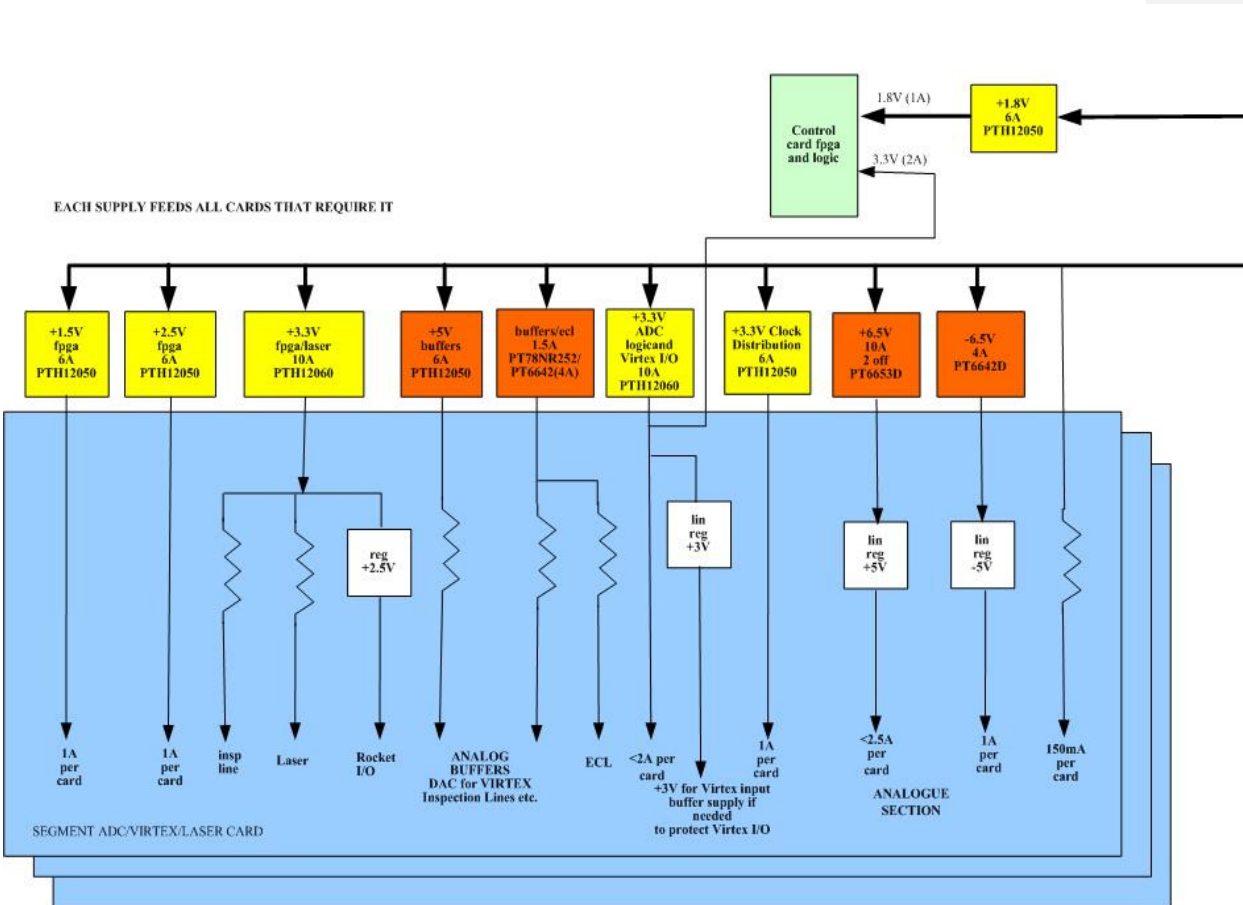 1.8V (1A)
+1.8V
6A
PTH12050
Control
card fpga
and logic
3.3V (2A)
EACH SUPPLY FEEDS ALL CARDS THAT REQUIRE IT
+1.5V
fpga
6A
PTH12050
+2.5V
fpga
6A
PTH12050
+3.3V
fpga/laser
10A
PTH12060
+5V
buffers
6A
PTH12050
buffers/ecl
1.5A
PT78NR252/
PT6642(4A)
+3.3V
ADC
logicand
Virtex I/O
10A
PTH12060
+3.3V Clock
Distribution
6A
PTH12050
+6.5V
10A
2 off
PT6653D
-6.5V
4A
PT6642D
reg
+2.5V
lin
reg
+3V
lin
reg
+5V
lin
reg
-5V
1A
per
card
1A
per
card
insp
line
Laser
Rocket
I/O
ANALOG
BUFFERS
DAC for VIRTEX
Inspection Lines etc.
ECL
<2A per
card
+3V for Virtex input
buffer supply if
needed
to protect Virtex I/O
1A
per
card
<2.5A
per
card
1A
per
card
ANALOGUE
SECTION
150mA
per
card
SEGMENT ADC/VIRTEX/LASER CARD